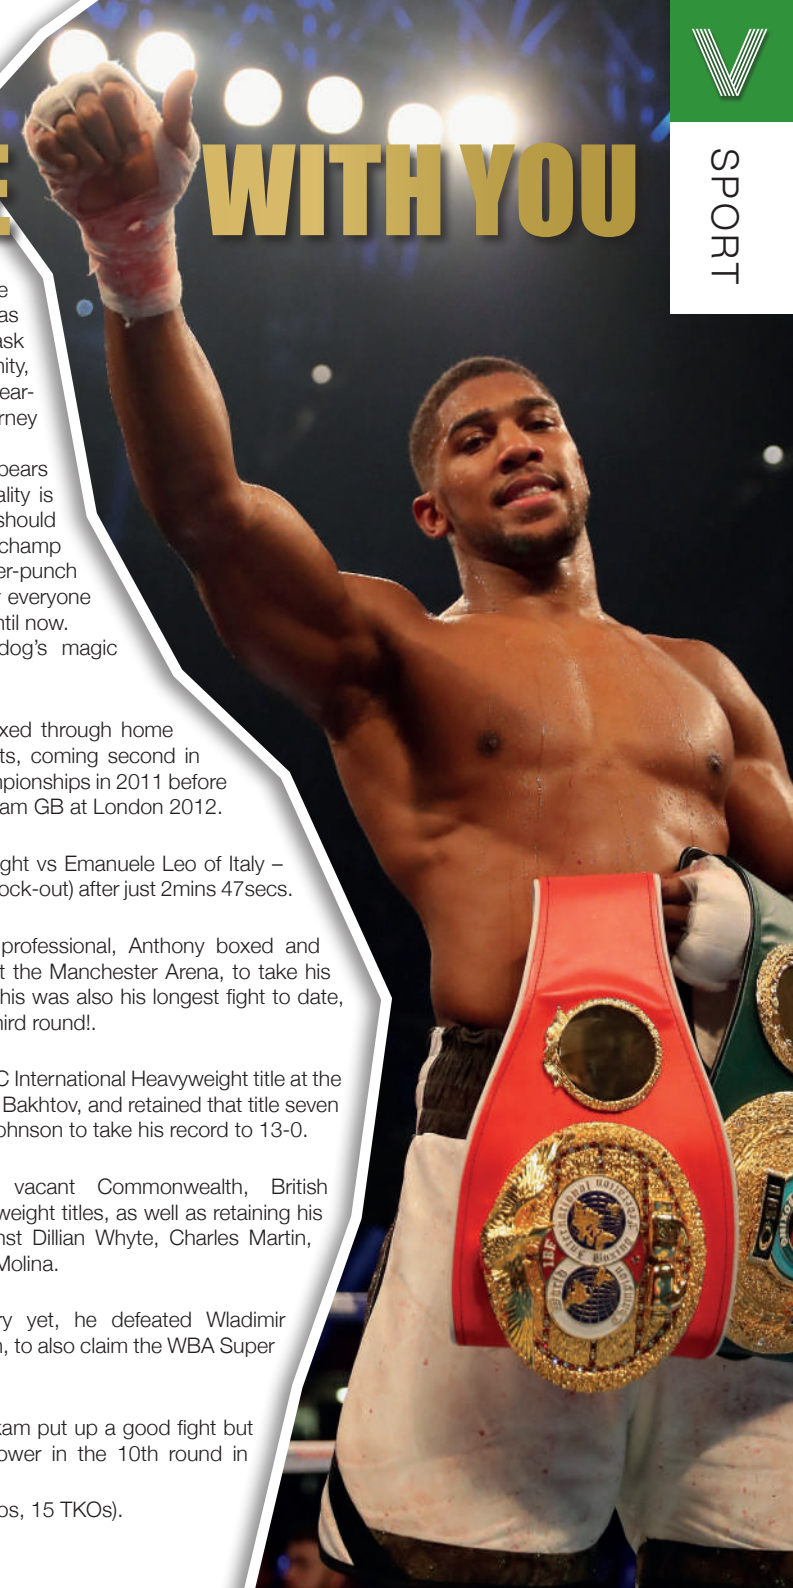 E WITH YOU
V
SPORT
e
as
ask
nity,
ear-
rney
pears
ality is
should
champ
er-punch
everyone
ntil now.
dog's magic
xed through home
ts, coming second in
npionships in 2011 before
am GB at London 2012.
ght vs Emanuele Leo of Italy –
ock-out) after just 2mins 47secs.
professional, Anthony boxed and
t the Manchester Arena, to take his
his was also his longest fight to date,
hird round!.
C International Heavyweight title at the
Bakhtov, and retained that title seven
ohnson to take his record to 13-0.
vacant Commonwealth, British
weight titles, as well as retaining his
nst Dillian Whyte, Charles Martin,
Molina.
ry yet, he defeated Wladimir
n, to also claim the WBA Super
kam put up a good fight but
ower in the 10th round in
os, 15 TKOs).
IBF
International
World